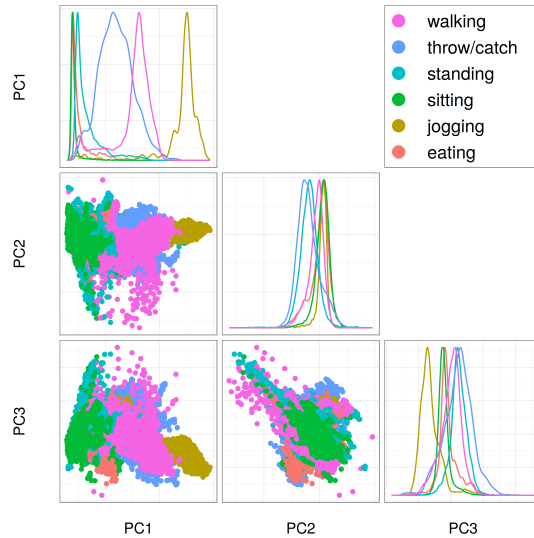 PC1
walking
throw/catch
standing
sitting
jogging
eating
PC2
PC3
PC1
PC2
PC3